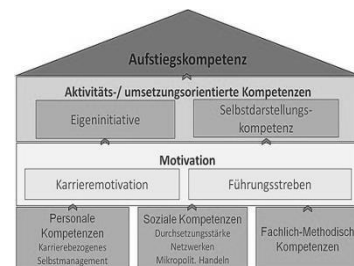 Aufstiegskompetenz
Aktivitäts-/ umsetzungsorientierte Kompetenzen
Eigeninitiative
Selbstdarstellungs-
kompetenz
Motivation
Karrieremotivation
Führungsstreben
Personale
Kompetenzen
Karrierebezogenes
Selbstmanagement
Soziale Kompetenzen
Durchsetzungsstärke
Netzwerken
Mikropolit. Handeln
Fachlich-Methodisch
Kompetenzen